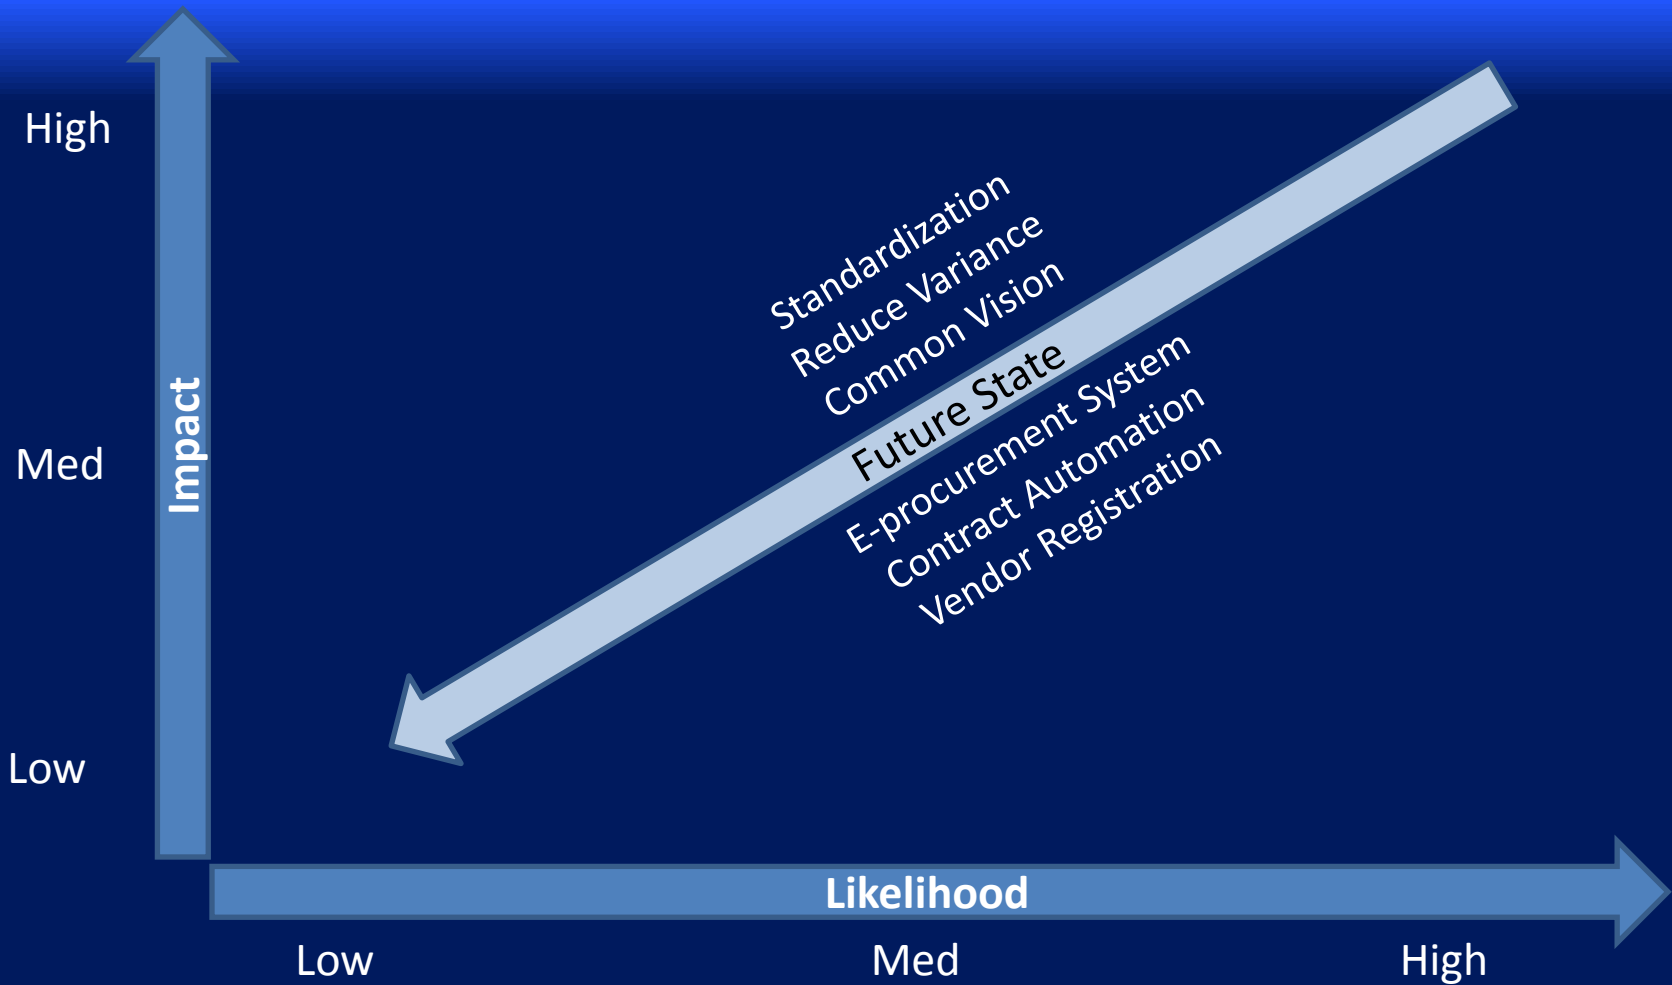 High
Med
Low
Impact
Standardization
Reduce Variance
Common Vision
Future State
E-procurement System
Contract Automation
Vendor Registration
Likelihood
Low
Med
High